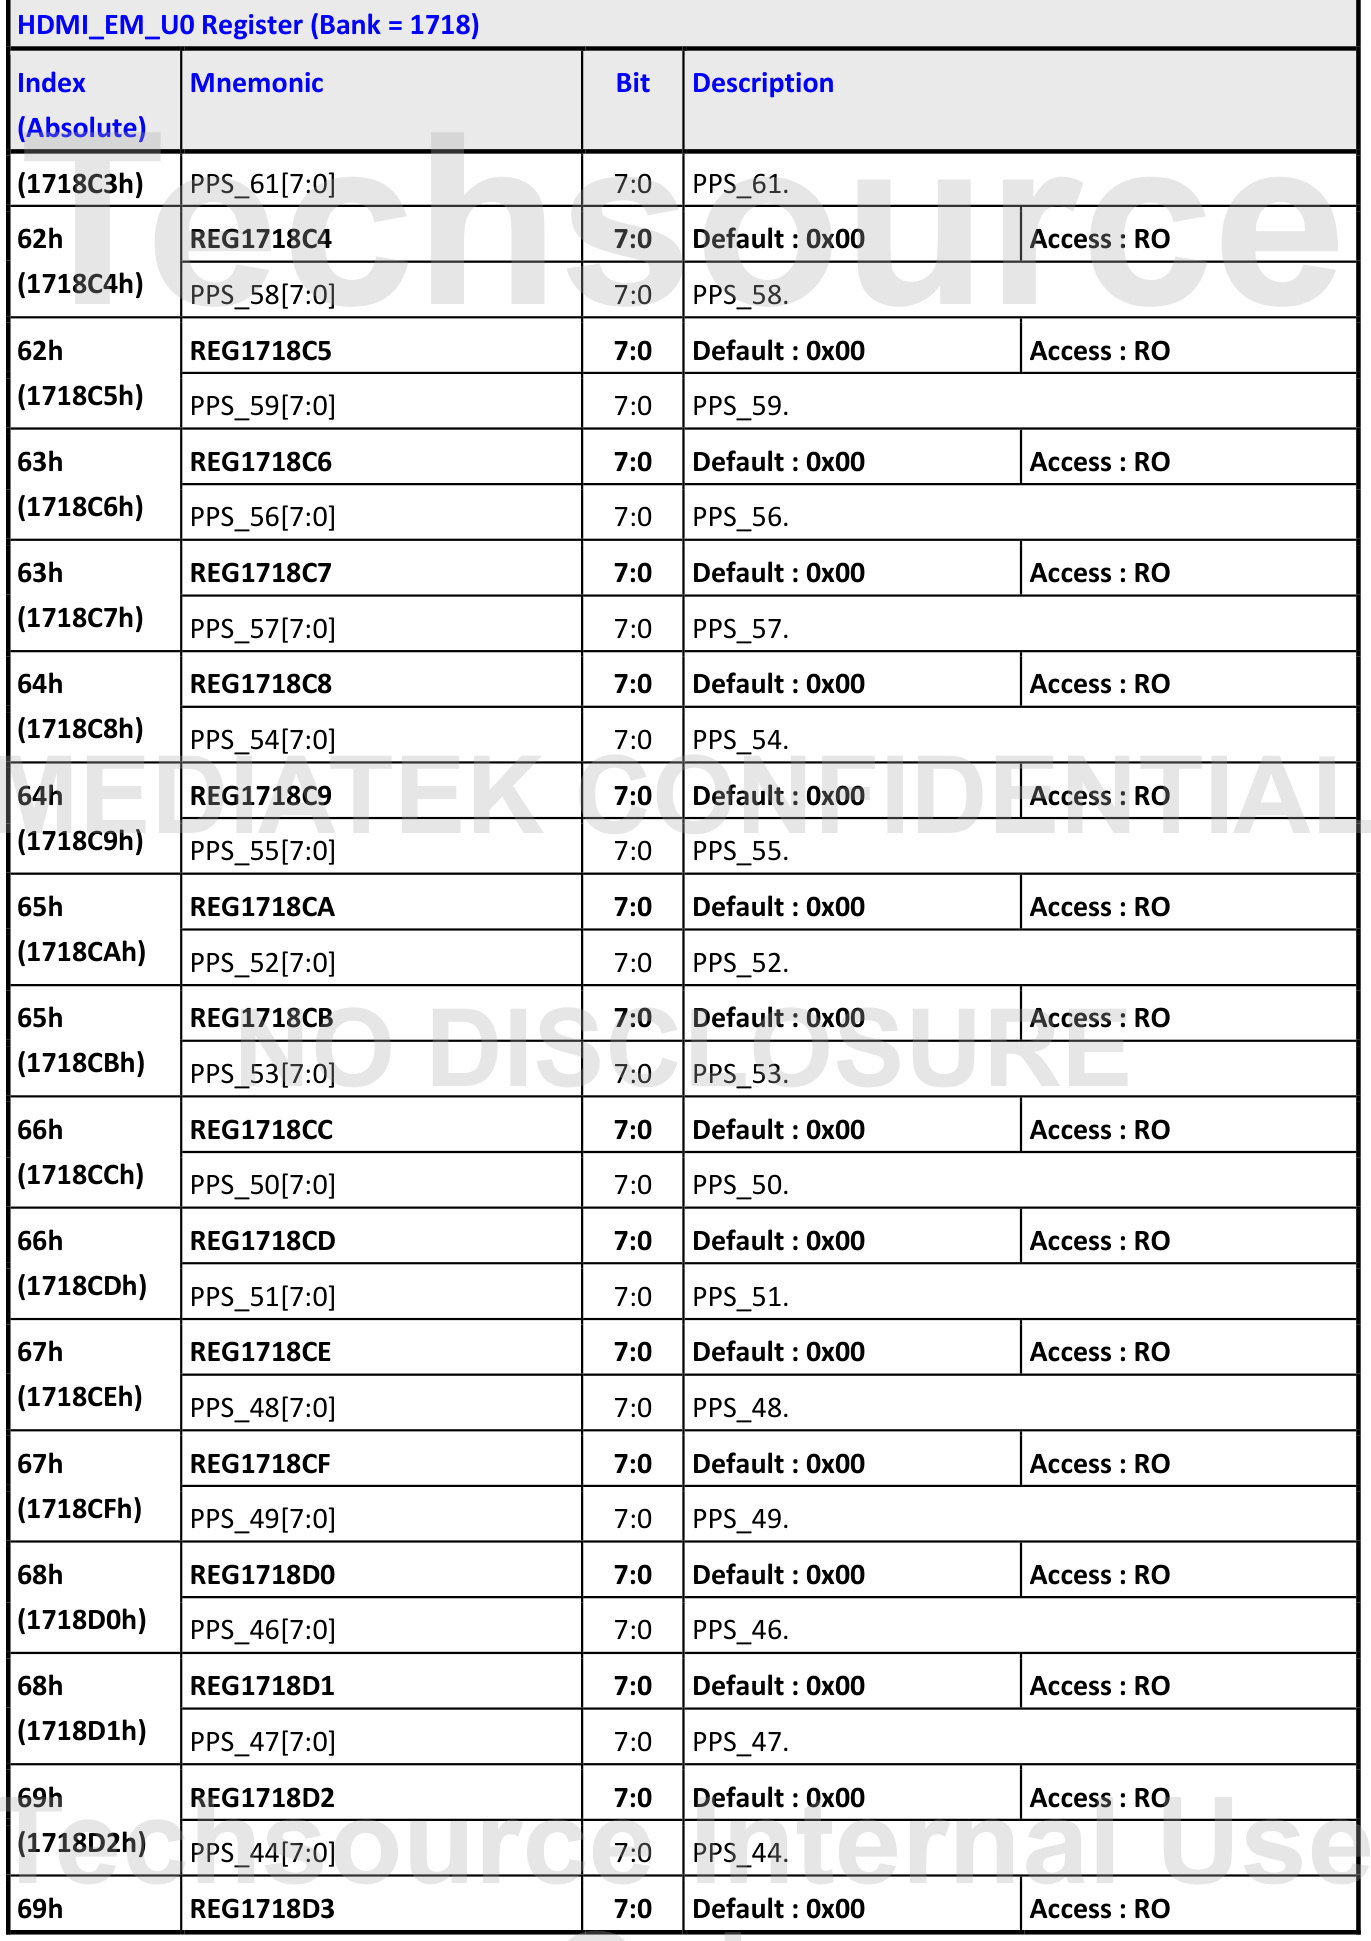 HDMI_EM_U0 Register (Bank = 1718)
Index Mnemonic Bit Description
(Absolute)
(1718C3h) PPS_61[7:0] 7:0 PPS_61.
62h REG1718C4 7:0 Default : 0x00 Access : RO
(1718C4h) PPS_58[7:0] 7:0 PPS_58.
62h REG1718C5 7:0 Default : 0x00 Access : RO
(1718C5h) PPS_59[7:0] 7:0 PPS_59.
63h REG1718C6 7:0 Default : 0x00 Access : RO
(1718C6h) PPS_56[7:0] 7:0 PPS_56.
63h REG1718C7 7:0 Default : 0x00 Access : RO
(1718C7h) PPS_57[7:0] 7:0 PPS_57.
64h REG1718C8 7:0 Default : 0x00 Access : RO
(1718C8h) PPS_54[7:0] 7:0 PPS_54.
64h REG1718C9 7:0 Default : 0x00 Access : RO
(1718C9h) PPS_55[7:0] 7:0 PPS_55.
65h REG1718CA 7:0 Default : 0x00 Access : RO
(1718CAh) PPS_52[7:0] 7:0 PPS_52.
65h REG1718CB 7:0 Default : 0x00 Access : RO
(1718CBh) PPS_53[7:0] 7:0 PPS_53.
66h REG1718CC 7:0 Default : 0x00 Access : RO
(1718CCh) PPS_50[7:0] 7:0 PPS_50.
66h REG1718CD 7:0 Default : 0x00 Access : RO
(1718CDh) PPS_51[7:0] 7:0 PPS_51.
67h REG1718CE 7:0 Default : 0x00 Access : RO
(1718CEh) PPS_48[7:0] 7:0 PPS_48.
67h REG1718CF 7:0 Default : 0x00 Access : RO
(1718CFh) PPS_49[7:0] 7:0 PPS_49.
68h REG1718D0 7:0 Default : 0x00 Access : RO
(1718D0h) PPS_46[7:0] 7:0 PPS_46.
68h REG1718D1 7:0 Default : 0x00 Access : RO
(1718D1h) PPS_47[7:0] 7:0 PPS_47.
69h REG1718D2 7:0 Default : 0x00 Access : RO
(1718D2h) PPS_44[7:0] 7:0 PPS_44.
69h REG1718D3 7:0 Default : 0x00 Access : RO
Techsource
MEDIATEK CONFIDENTIAL
NO DISCLOSURE
Techsource Internal Use